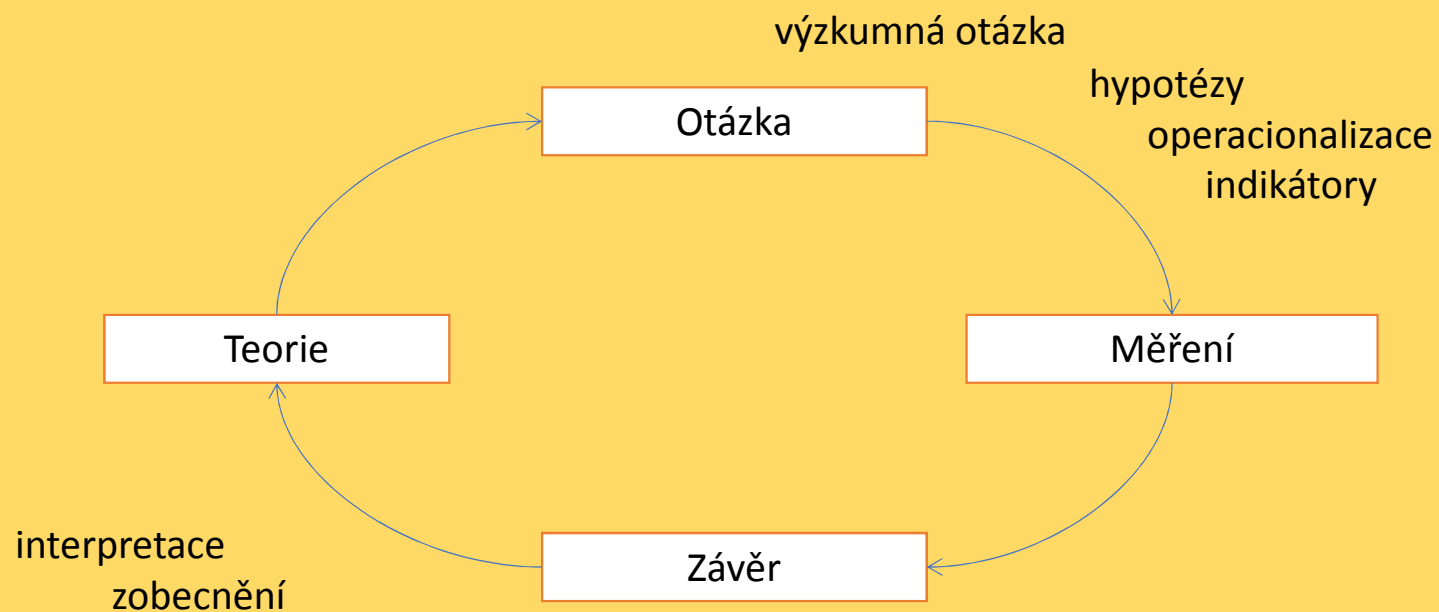 výzkumná otázka
hypotézy
Otázka
operacionalizace
indikátory
Teorie
Měření
interpretace
Závěr
zobecnění